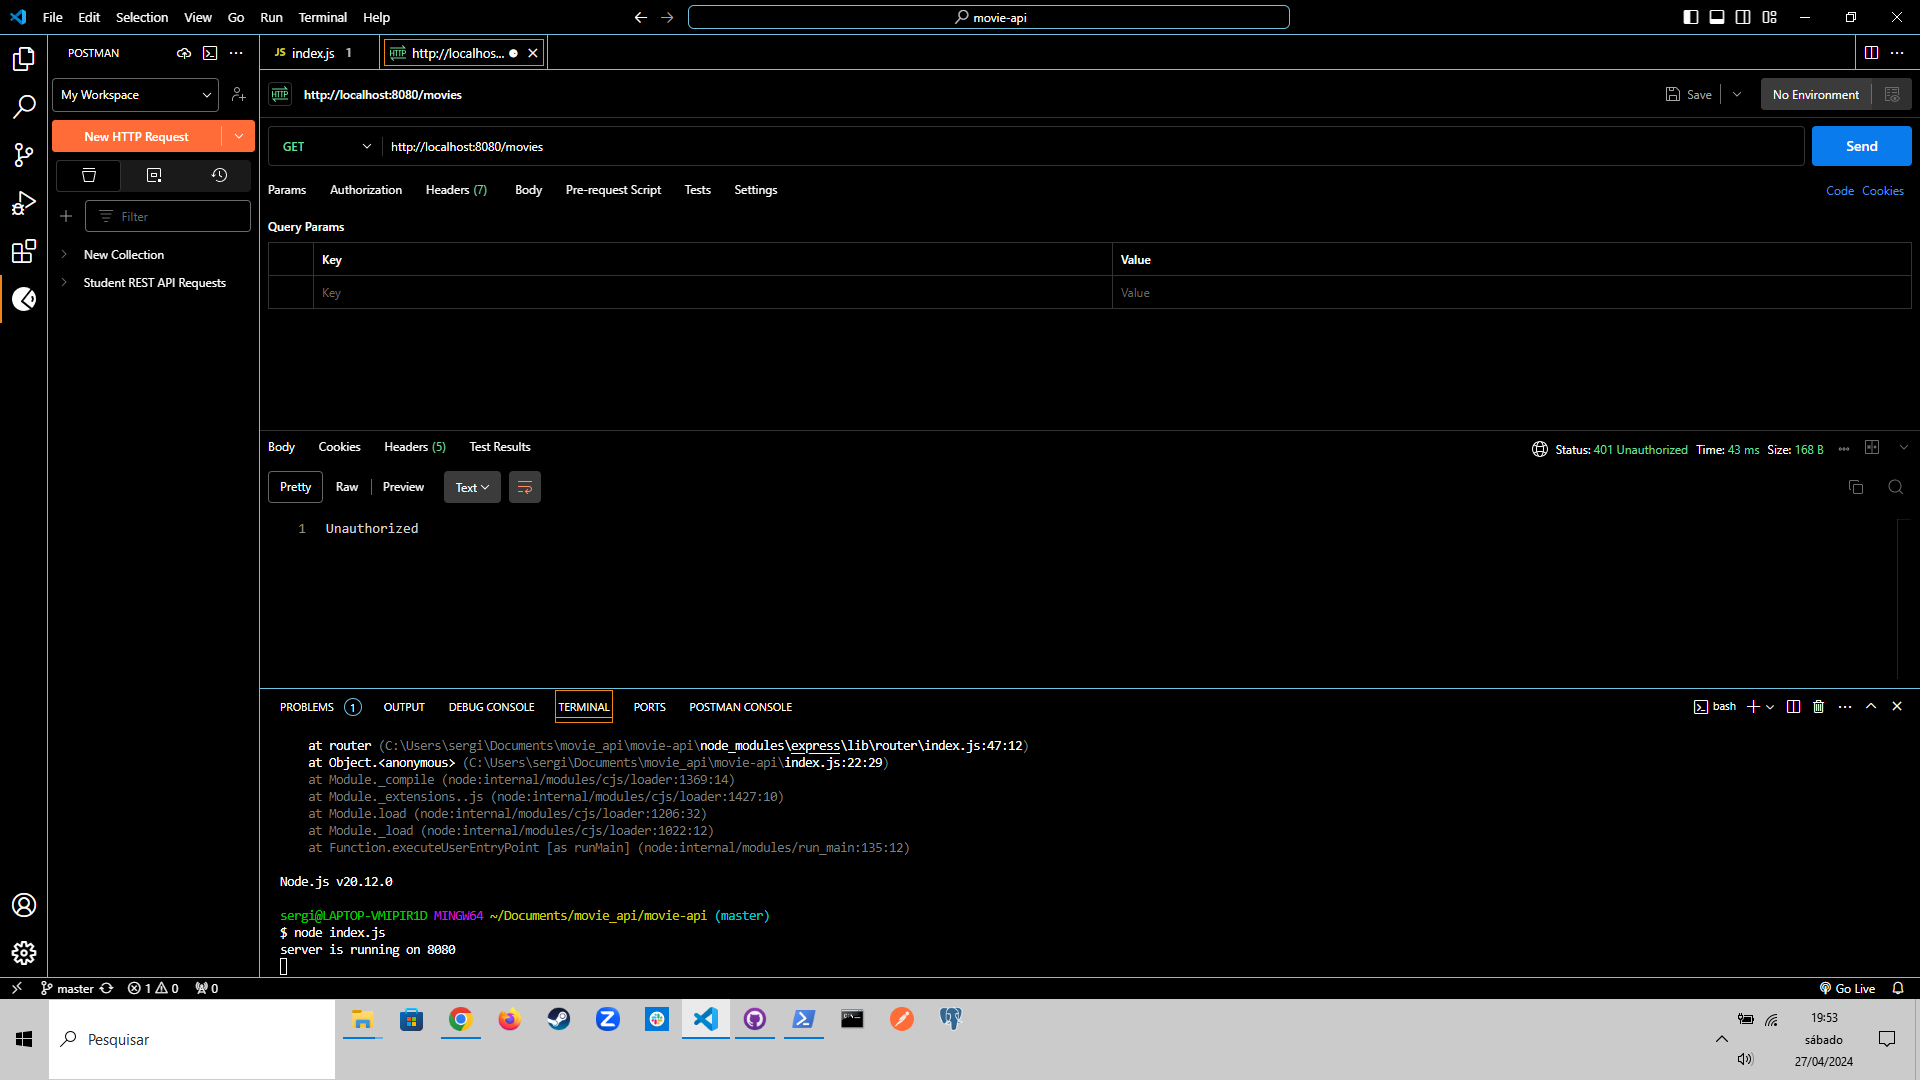 File Edit Selection View Go Run Terminal Help
movie-api
POSTMAN
JS index.js 1
HTTP http://localhos...
My Workspace
HTTP http://localhost:8080/movies
Save
No Environment
New HTTP Request
GET http://localhost:8080/movies
Send
Params Authorization Headers (7) Body Pre-request Script Tests Settings
Code Cookies
Filter
Query Params
New Collection
Key Value
Student REST API Requests
Key Value
Body Cookies Headers (5) Test Results
Status: 401 Unauthorized Time: 43 ms Size: 168 B
Pretty Raw Preview Text
1 Unauthorized
PROBLEMS 1 OUTPUT DEBUG CONSOLE TERMINAL PORTS POSTMAN CONSOLE
bash
at router (C:\Users\sergi\Documents\movie_api\movie-api\node_modules\express\lib\router\index.js:47:12)
at Object.<anonymous> (C:\Users\sergi\Documents\movie_api\movie-api\index.js:22:29)
at Module._compile (node:internal/modules/cjs/loader:1369:14)
at Module._extensions..js (node:internal/modules/cjs/loader:1427:10)
at Module.load (node:internal/modules/cjs/loader:1206:32)
at Module._load (node:internal/modules/cjs/loader:1022:12)
at Function.executeUserEntryPoint [as runMain] (node:internal/modules/run_main:135:12)
Node.js v20.12.0
sergi@LAPTOP-VMIPIR1D MINGW64 ~/Documents/movie_api/movie-api (master)
$ node index.js
server is running on 8080
master 1 0 0
Go Live
Pesquisar
19:53
sábado
27/04/2024